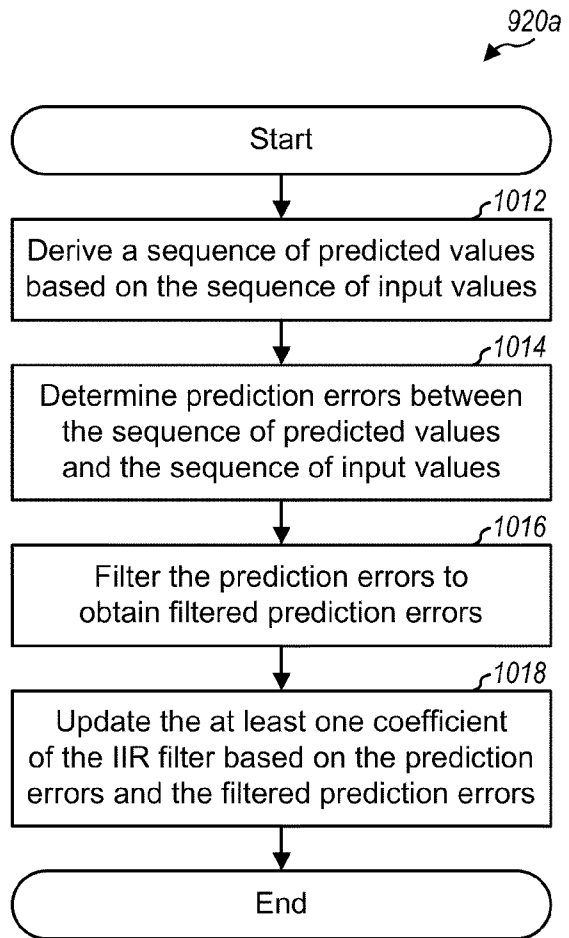 920a
Start
1012
Derive a sequence of predicted values
based on the sequence of input values
1014
Determine prediction errors between
the sequence of predicted values
and the sequence of input values
1016
Filter the prediction errors to
obtain filtered prediction errors
1018
Update the at least one coefficient
of the IIR filter based on the prediction
errors and the filtered prediction errors
End